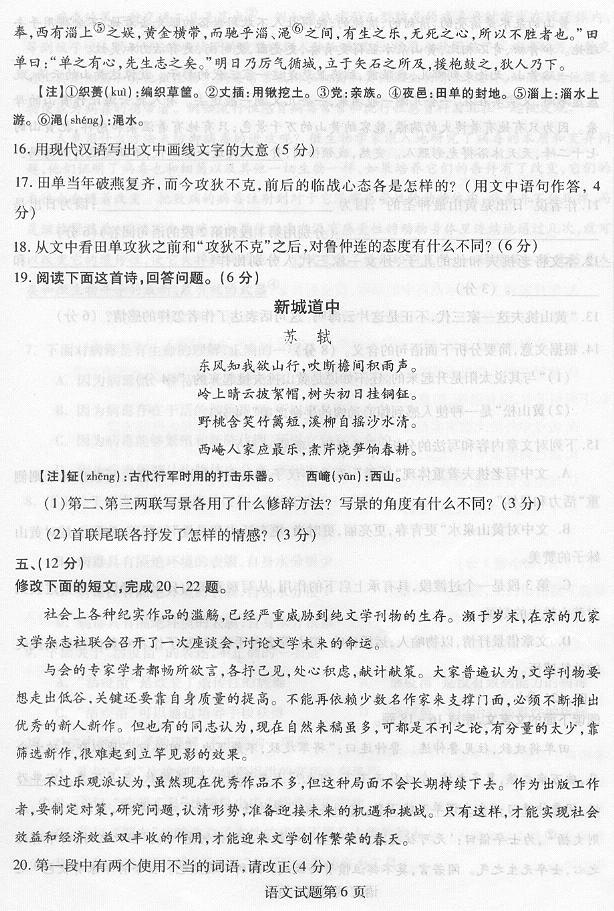 奉,西有淄上⑤之娱,黄金横带,而驰乎淄、渑⑥之间,有生之乐,无死之心,所以不胜者也。”田
单曰:“单之有心,先生志之矣。”明日乃厉气循城,立于矢石之所及,援枹鼓之,狄人乃下。
【注】①织蒉(kuì):编织草筐。②丈插:用锹挖土。③党:亲族。④夜邑:田单的封地。⑤淄上:淄水上
游。⑥渑(shéng):渑水。
16.用现代汉语写出文中画线文字的大意(5分)
17.田单当年破燕复齐,而今攻狄不克,前后的临战心态各是怎样的?(用文中语句作答,4
分)
18.从文中看田单攻狄之前和“攻狄不克”之后,对鲁仲连的态度有什么不同?(6分)
19.阅读下面这首诗,回答问题。(6分)
新城道中
苏 轼
东风知我欲山行,吹断檐间积雨声。
岭上晴云披絮帽,树头初日挂铜钲。
野桃含笑竹篱短,溪柳自摇沙水清。
西崦人家应最乐,煮芹烧笋饷春耕。
【注】钲(zhēng):古代行军时用的打击乐器。 西崦(yān):西山。
(1)第二、第三两联写景各用了什么修辞方法?写景的角度有什么不同?(3分)
(2)首联尾联各抒发了怎样的情感?(3分)
五、(12分)
修改下面的短文,完成20-22题。
社会上各种纪实作品的滥觞,已经严重威胁到纯文学刊物的生存。濒于岁末,在京的几家
文学杂志社联合召开了一次座谈会,讨论文学未来的命运。
与会的专家学者都畅所欲言,各抒己见,处心积虑,献计献策。大家普遍认为,文学刊物要
想走出低谷,关键还要靠自身质量的提高。不能再依赖少数名作家来支撑门面,必须不断推出
优秀的新人新作。但也有的同志认为,现在自然来稿虽多,可都是不刊之论,有分量的太少,靠
筛选新作,很难起到立竿见影的效果。
不过乐观派认为,虽然现在优秀作品不多,但这种局面不会长期持续下去。作为出版工作
者,要制定对策,研究问题,认清形势,准备迎接未来的机遇和挑战。只有这样,才能实现社会
效益和经济效益双丰收的作用,才能迎来文学创作繁荣的春天。
20.第一段中有两个使用不当的词语,请改正(4分)
语文试题第6页